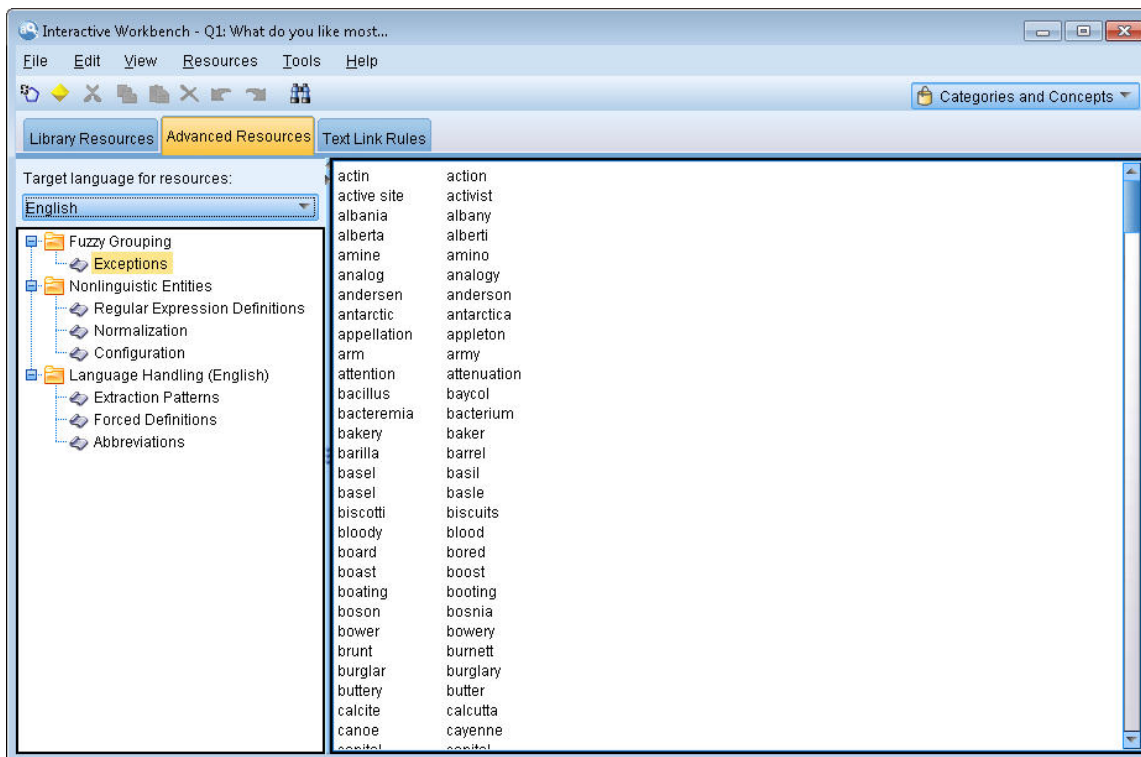 Interactive Workbench - Q1: What do you like most...
File Edit View Resources Tools Help
Categories and Concepts
Library Resources Advanced Resources Text Link Rules
Target language for resources:
English
Fuzzy Grouping
Exceptions
Nonlinguistic Entities
Regular Expression Definitions
Normalization
Configuration
Language Handling (English)
Extraction Patterns
Forced Definitions
Abbreviations
actin action
active site activist
albania albany
alberta alberti
amine amino
analog analogy
andersen anderson
antarctic antarctica
appellation appleton
arm army
attention attenuation
bacillus baycol
bacteremia bacterium
bakery baker
barilla barrel
basel basil
basel basle
biscotti biscuits
bloody blood
board bored
boast boost
boating booting
boson bosnia
bower bowery
brunt burnett
burglar burglary
buttery butter
calcite calcutta
canoe cayenne